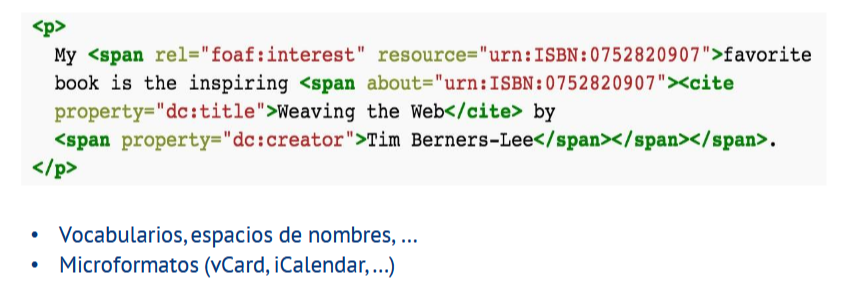 <p>
  My <span rel="foaf:interest" resource="urn:ISBN:0752820907">favorite
  book is the inspiring <span about="urn:ISBN:0752820907"><cite
  property="dc:title">Weaving the Web</cite> by
  <span property="dc:creator">Tim Berners-Lee</span></span></span>.
</p>
• Vocabularios, espacios de nombres, ...
• Microformatos (vCard, iCalendar, ...)